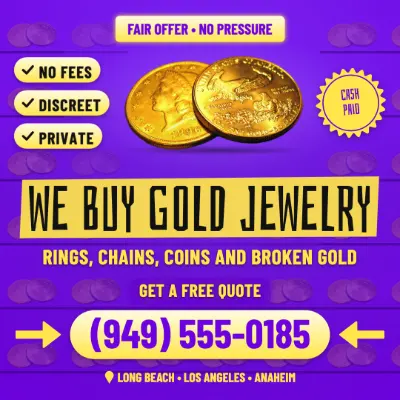 FAIR OFFER • NO PRESSURE
✓ NO FEES
✓ DISCREET
✓ PRIVATE
CASH
PAID
WE BUY GOLD JEWELRY
RINGS, CHAINS, COINS AND BROKEN GOLD
GET A FREE QUOTE
(949) 555-0185
LONG BEACH • LOS ANGELES • ANAHEIM